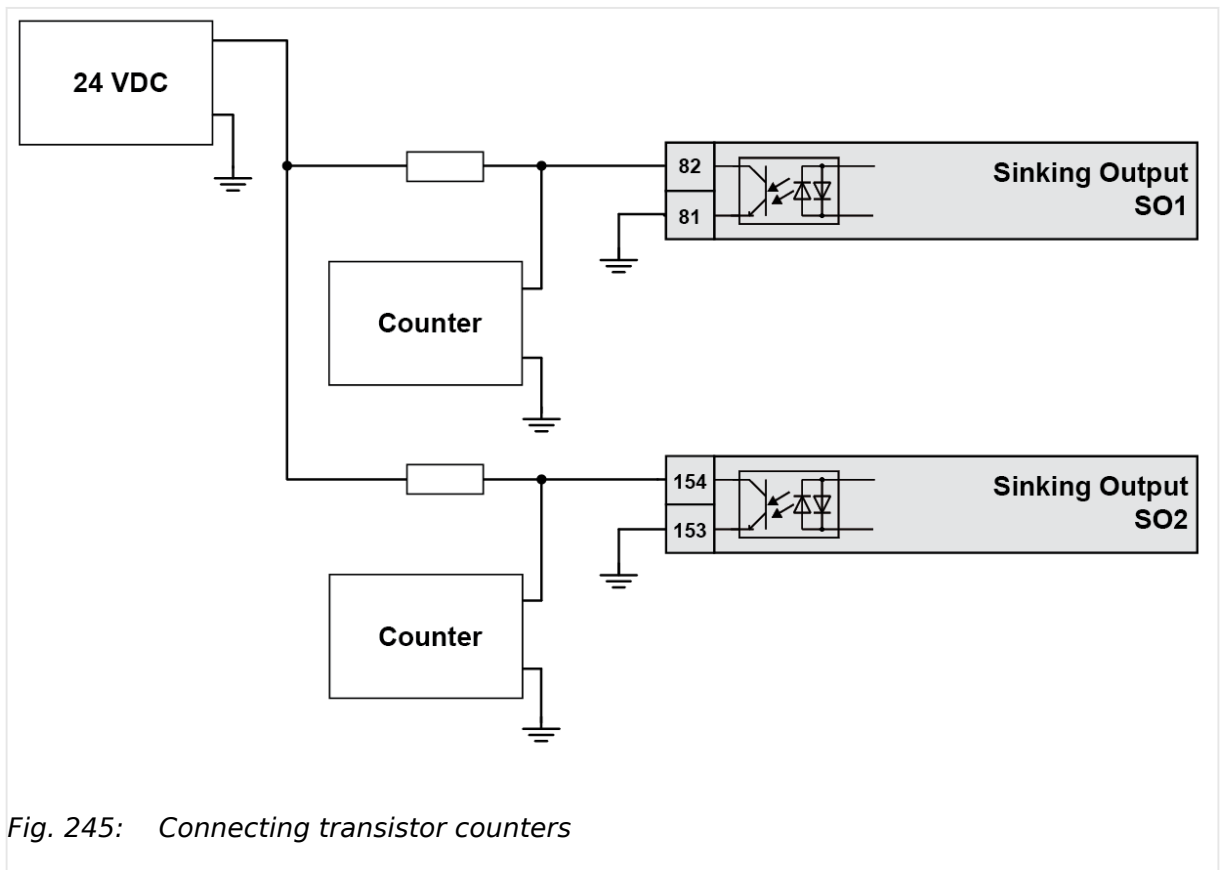 24 VDC
82
81
Sinking Output
SO1
Counter
154
153
Sinking Output
SO2
Counter
Fig. 245: Connecting transistor counters